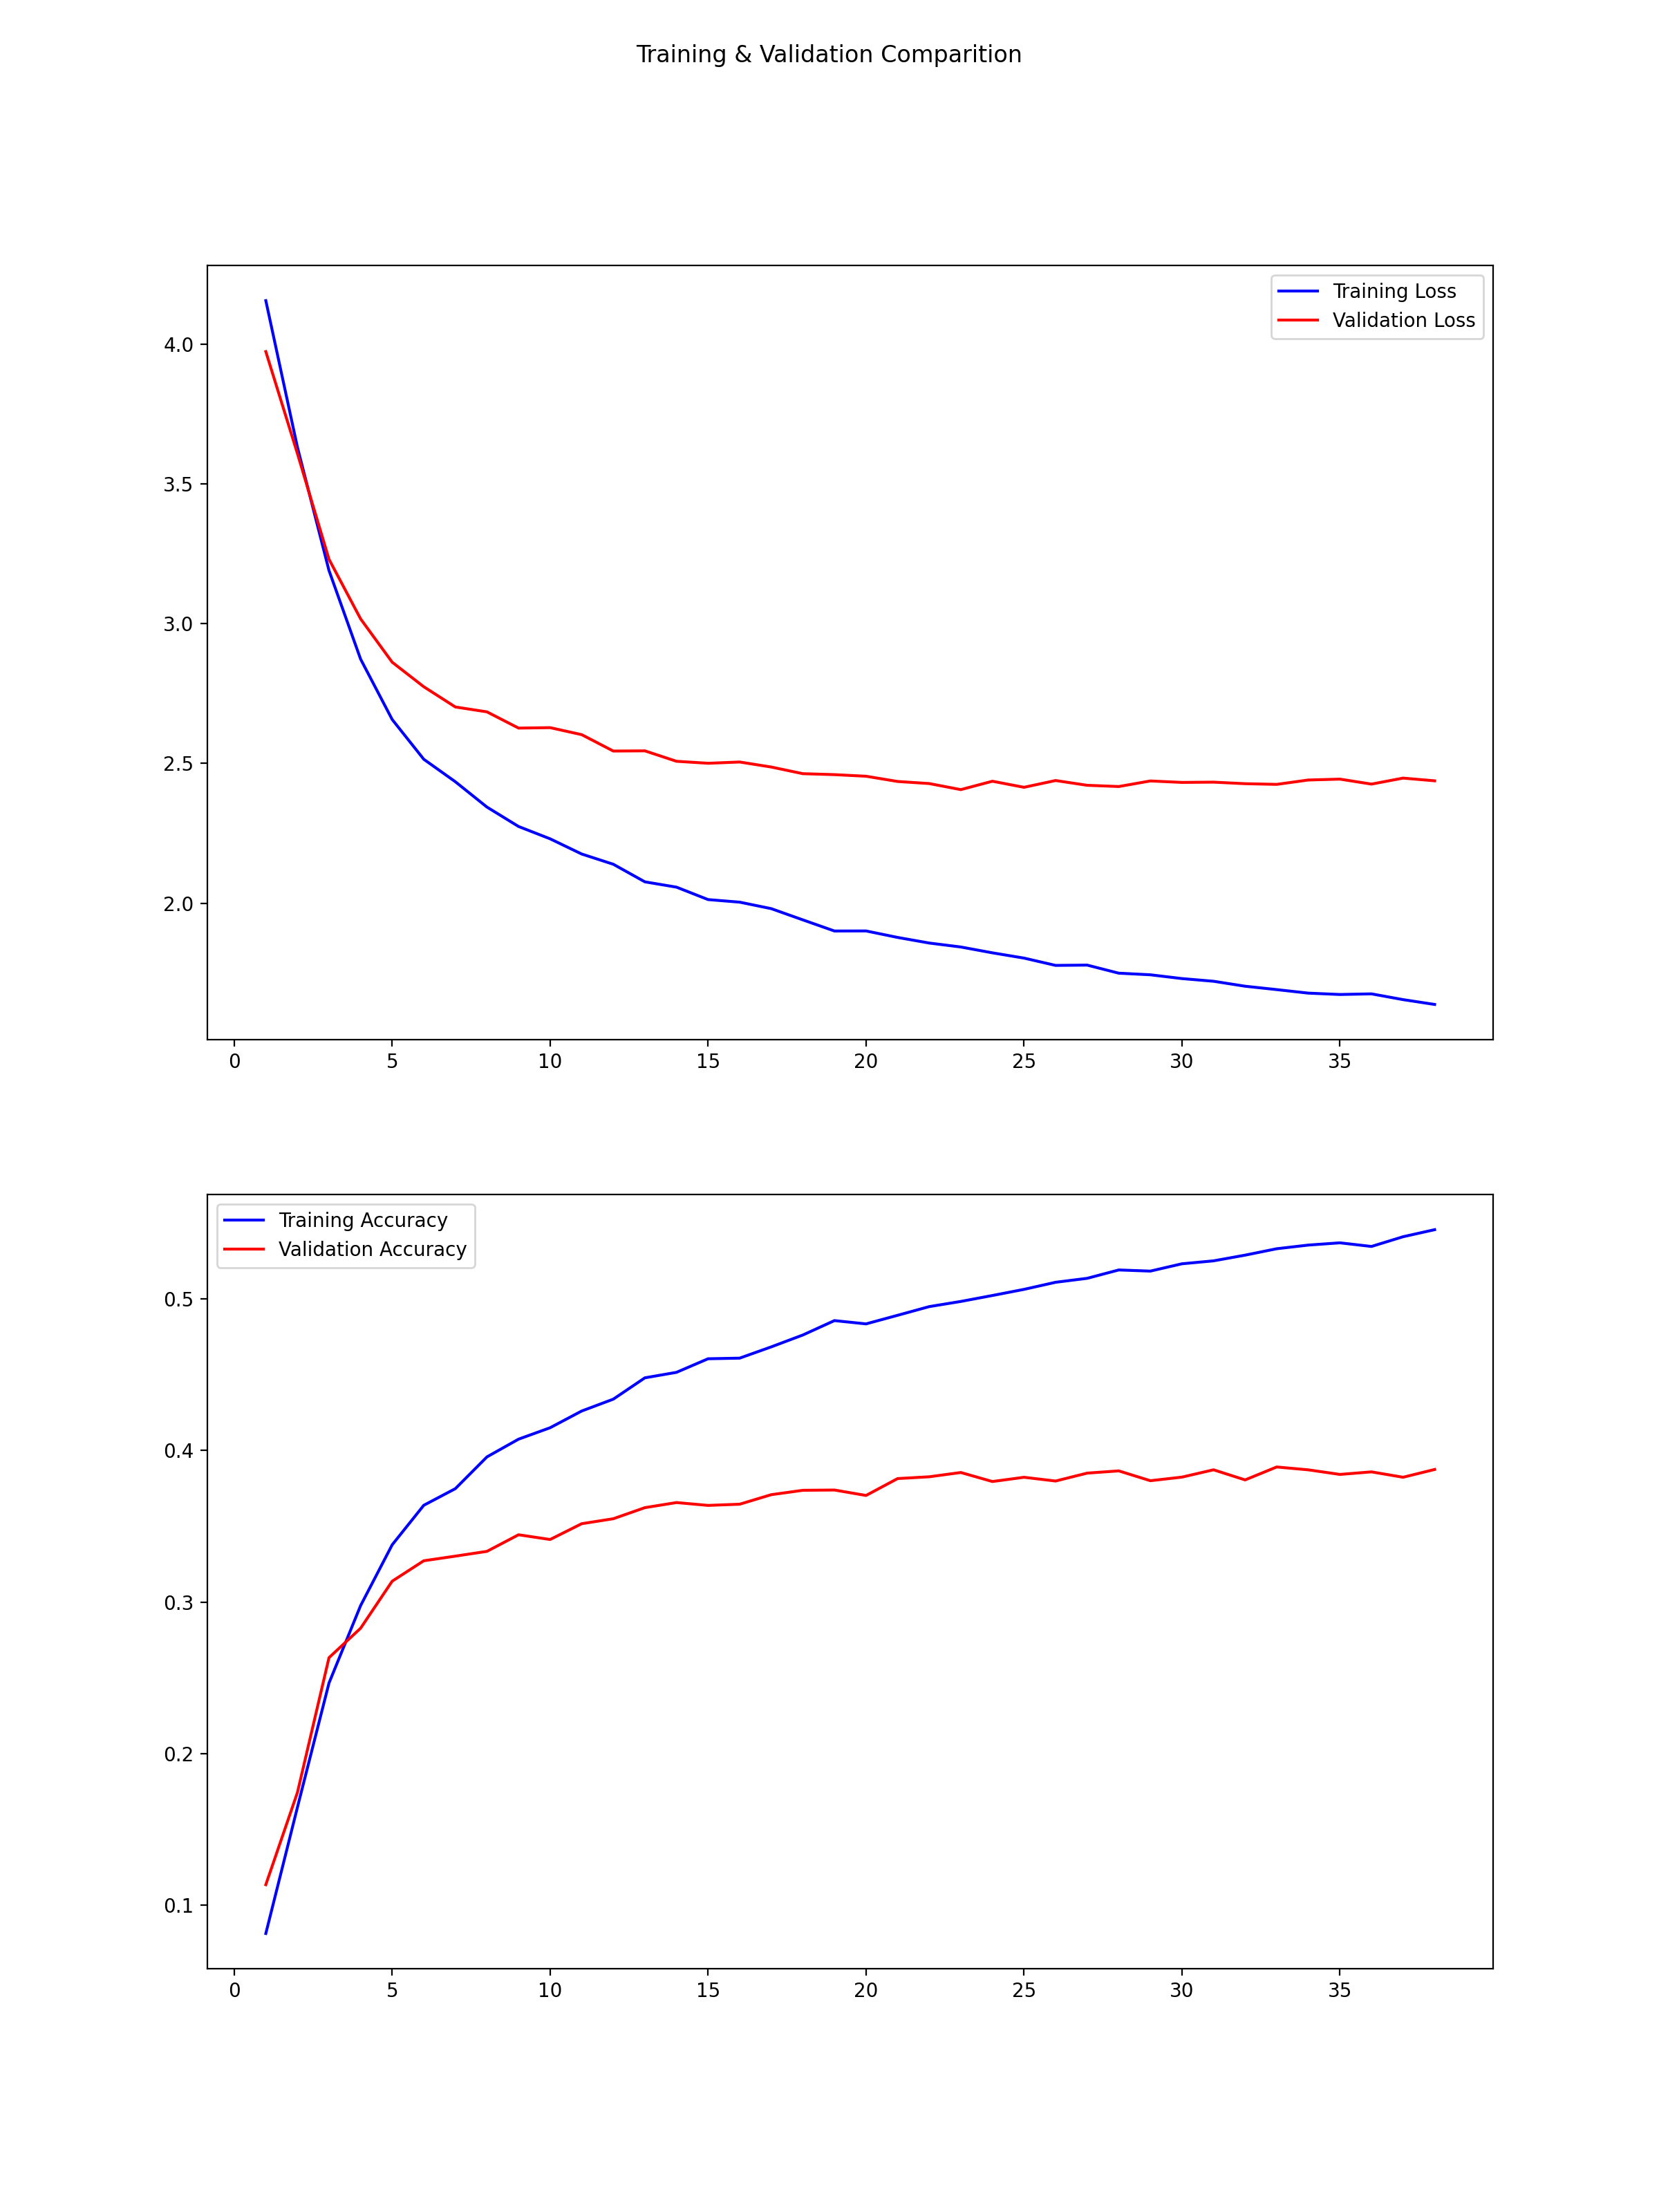 Training & Validation Comparition
Training Loss
Validation Loss
4.0
3.5
3.0
2.5
2.0
0 5 10 15 20 25 30 35
Training Accuracy
Validation Accuracy
0.5
0.4
0.3
0.2
0.1
0 5 10 15 20 25 30 35